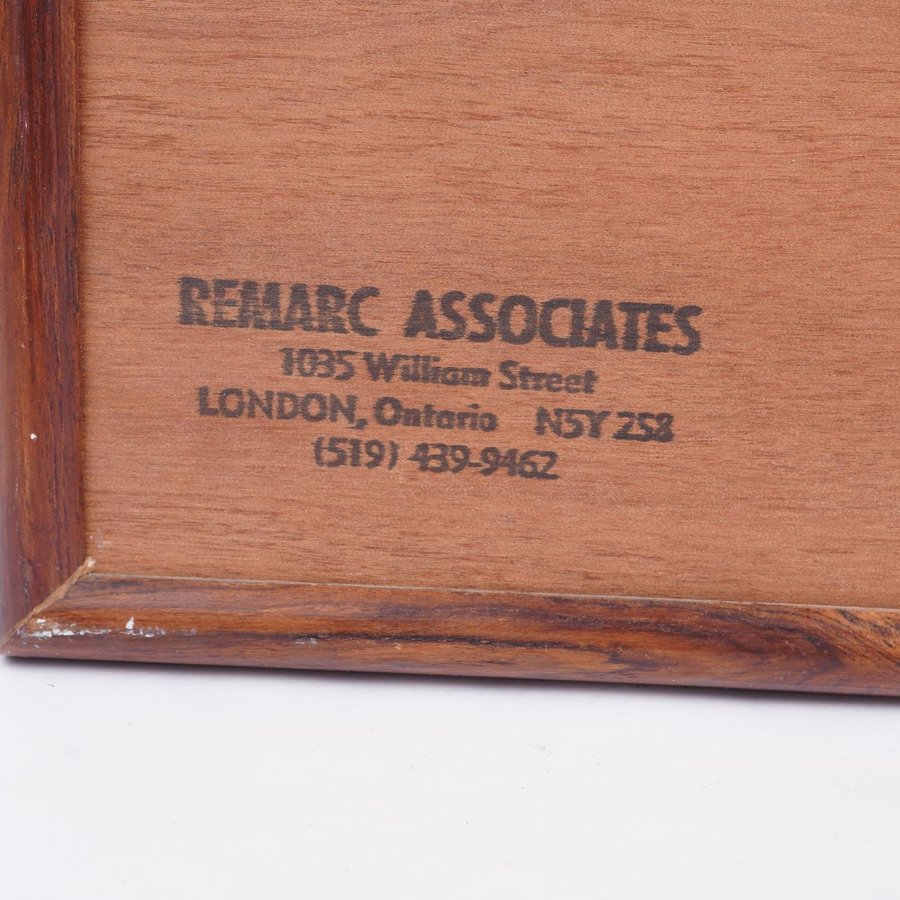 REMARC ASSOCIATES
1035 William Street
LONDON, Ontario N5Y 2S8
(519) 439-9462